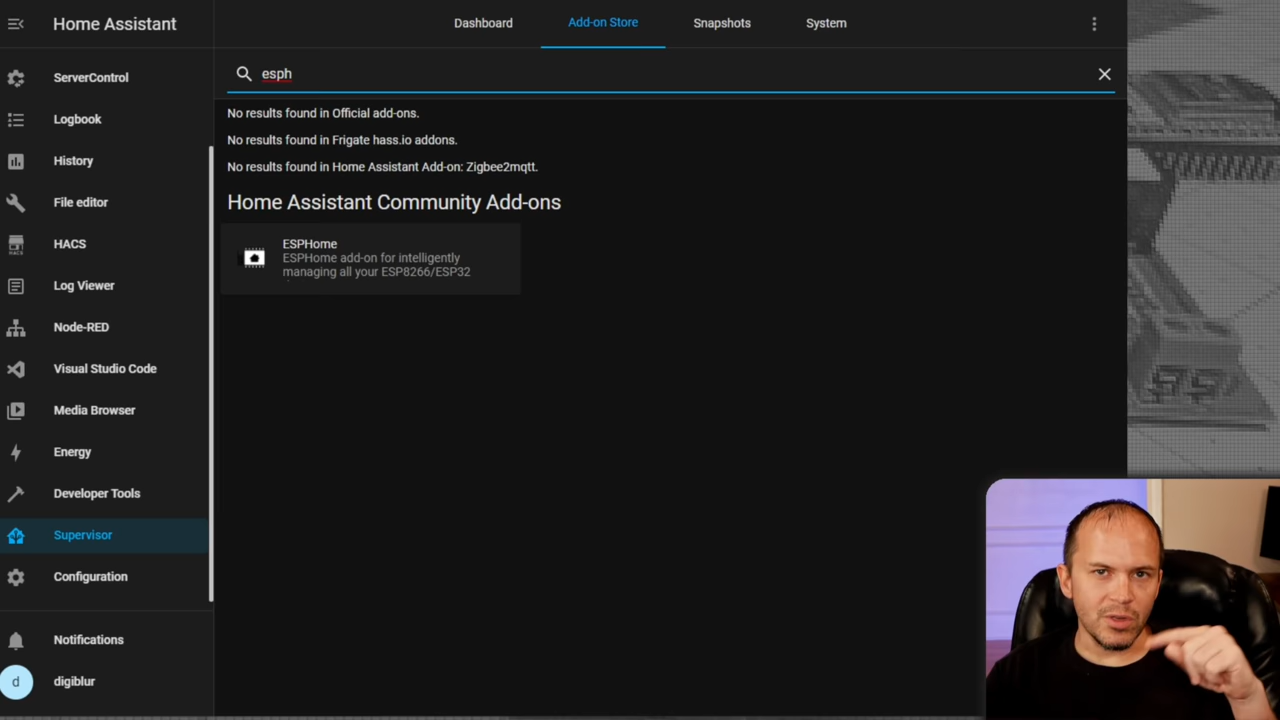 Home Assistant
Dashboard
Add-on Store
Snapshots
System
esph
ServerControl
Logbook
History
File editor
HACS
Log Viewer
Node-RED
Visual Studio Code
Media Browser
Energy
Developer Tools
Supervisor
Configuration
Notifications
d
digiblur
No results found in Official add-ons.
No results found in Frigate hass.io addons.
No results found in Home Assistant Add-on: Zigbee2mqtt.
Home Assistant Community Add-ons
ESPHome
ESPHome add-on for intelligently
managing all your ESP8266/ESP32